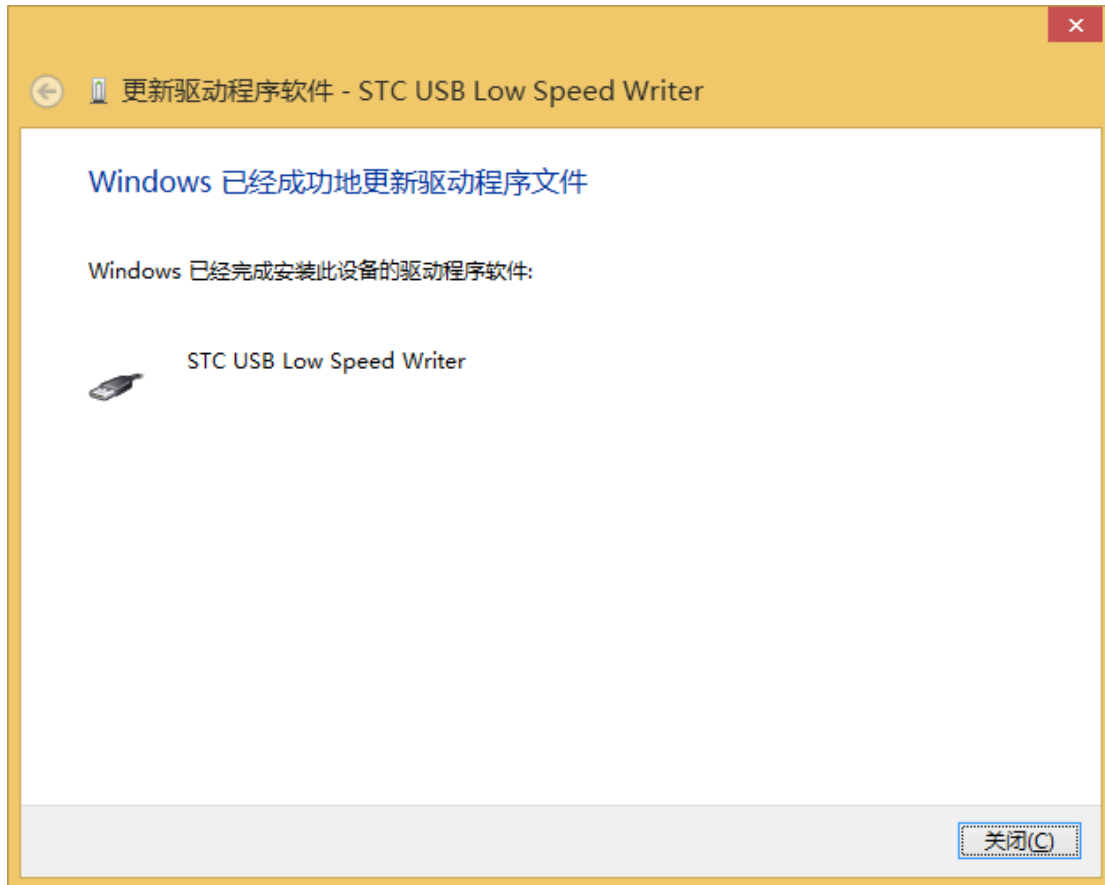 更新驱动程序软件 - STC USB Low Speed Writer
Windows 已经成功地更新驱动程序文件
Windows 已经完成安装此设备的驱动程序软件:
STC USB Low Speed Writer
关闭(C)